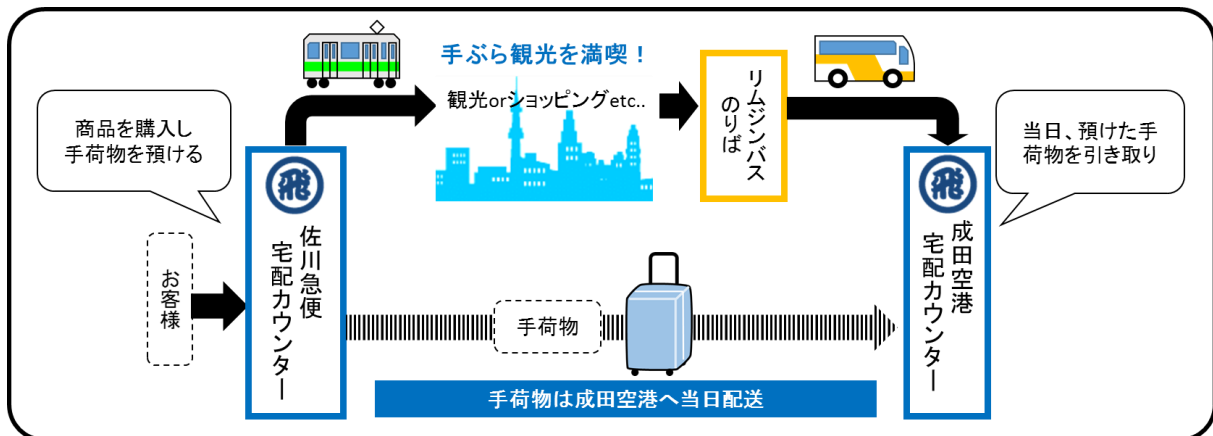 手ぶら観光を満喫！
観光orショッピングetc..
リムジンバス
のりば
商品を購入し
手荷物を預ける
当日、預けた手
荷物を引き取り
飛
佐川急便
宅配カウンター
飛
成田空港
宅配カウンター
お客様
手荷物
手荷物は成田空港へ当日配送